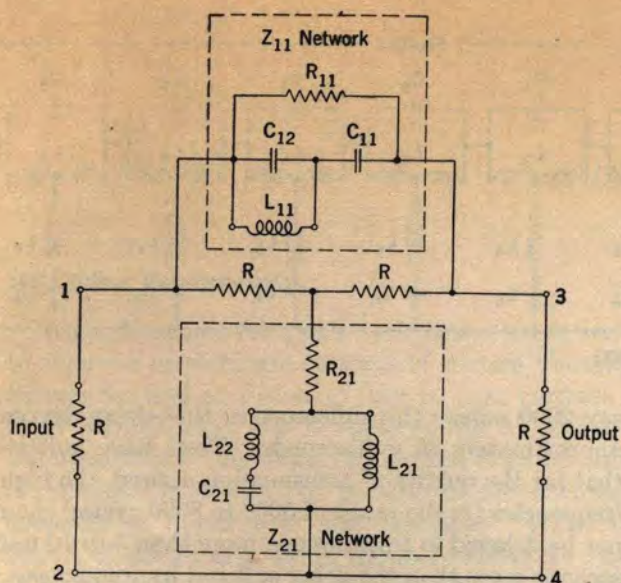 Z11 Network
R11
C12
C11
L11
R
R
1
3
R21
Input
R
L22
L21
R
Output
C21
Z21 Network
2
4